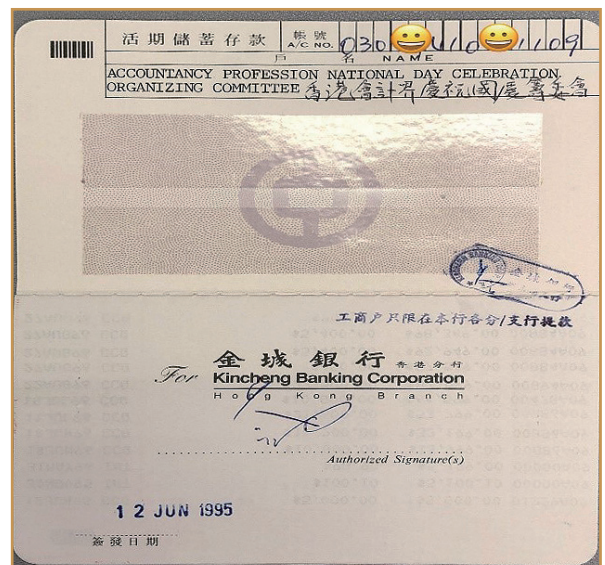 活期儲蓄存款 帳號 A/C NO. 030 410 1109
戶名 NAME
ACCOUNTANCY PROFESSION NATIONAL DAY CELEBRATION
ORGANIZING COMMITTEE 香港會計界慶祝國慶籌委會
工商户只限在本行各分/支行提款
金城銀行 香港分行
For Kincheng Banking Corporation
Hong Kong Branch
Authorized Signature(s)
12 JUN 1995
簽發日期